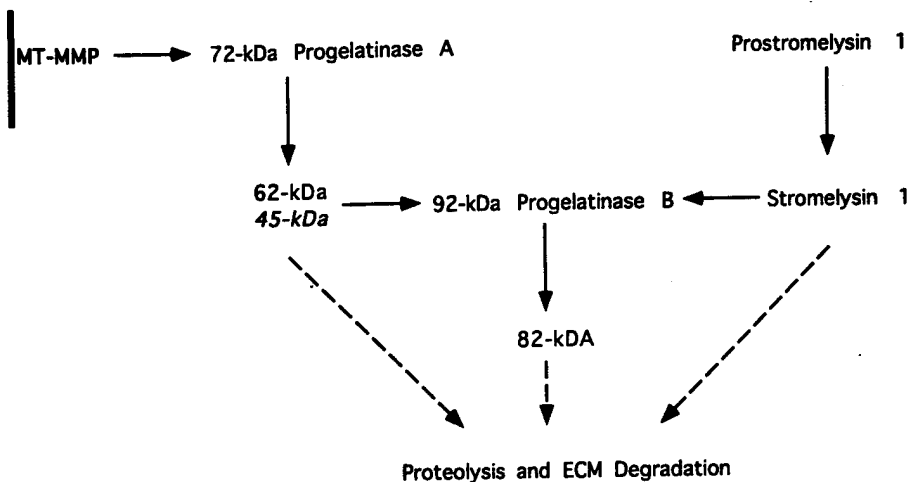 MT-MMP
72-kDa Progelatinase A
Prostromelysin 1
62-kDa
45-kDa
92-kDa Progelatinase B
Stromelysin 1
82-kDA
Proteolysis and ECM Degradation